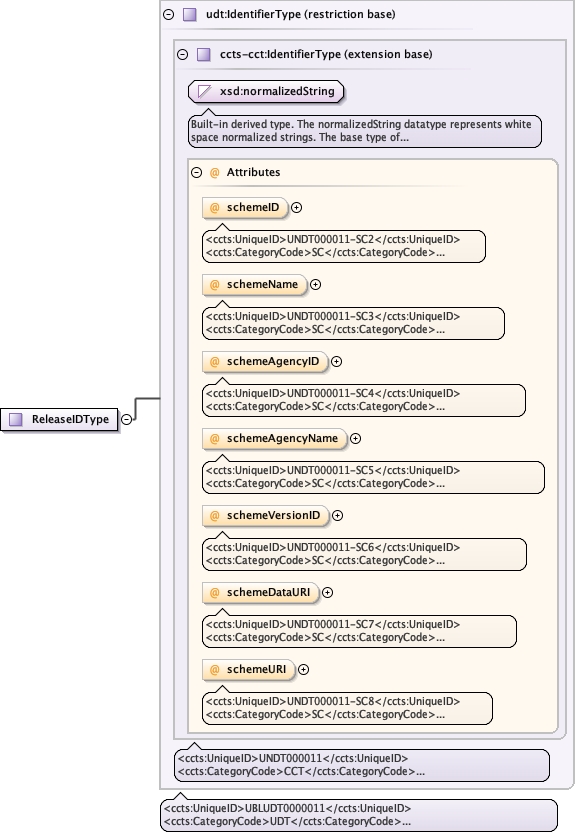 udt:IdentifierType (restriction base)
ccts-cct:IdentifierType (extension base)
xsd:normalizedString
Built-in derived type. The normalizedString datatype represents white
space normalized strings. The base type of...
@ Attributes
@ schemeID
<ccts:UniqueID>UNDT000011-SC2</ccts:UniqueID>
<ccts:CategoryCode>SC</ccts:CategoryCode>...
@ schemeName
<ccts:UniqueID>UNDT000011-SC3</ccts:UniqueID>
<ccts:CategoryCode>SC</ccts:CategoryCode>...
@ schemeAgencyID
<ccts:UniqueID>UNDT000011-SC4</ccts:UniqueID>
<ccts:CategoryCode>SC</ccts:CategoryCode>...
ReleaseIDType
@ schemeAgencyName
<ccts:UniqueID>UNDT000011-SC5</ccts:UniqueID>
<ccts:CategoryCode>SC</ccts:CategoryCode>...
@ schemeVersionID
<ccts:UniqueID>UNDT000011-SC6</ccts:UniqueID>
<ccts:CategoryCode>SC</ccts:CategoryCode>...
@ schemeDataURI
<ccts:UniqueID>UNDT000011-SC7</ccts:UniqueID>
<ccts:CategoryCode>SC</ccts:CategoryCode>...
@ schemeURI
<ccts:UniqueID>UNDT000011-SC8</ccts:UniqueID>
<ccts:CategoryCode>SC</ccts:CategoryCode>...
<ccts:UniqueID>UNDT000011</ccts:UniqueID>
<ccts:CategoryCode>CCT</ccts:CategoryCode>...
<ccts:UniqueID>UBLUDT0000011</ccts:UniqueID>
<ccts:CategoryCode>UDT</ccts:CategoryCode>...